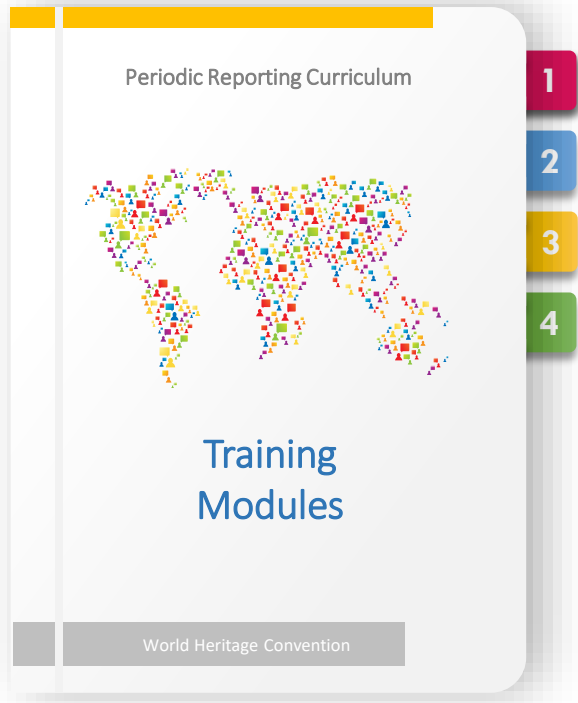 Periodic Reporting Curriculum
1
2
3
4
Training
Modules
World Heritage Convention